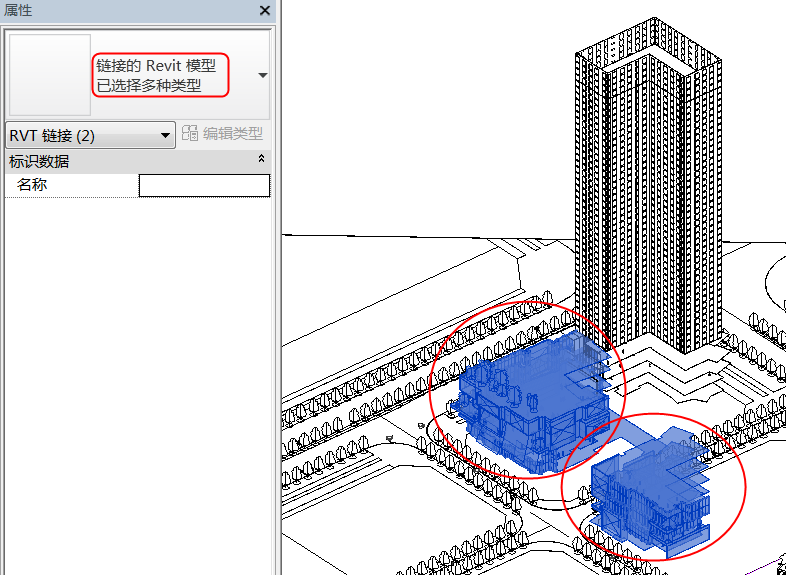 属性
链接的 Revit 模型
已选择多种类型
RVT 链接 (2)
编辑类型
标识数据
名称